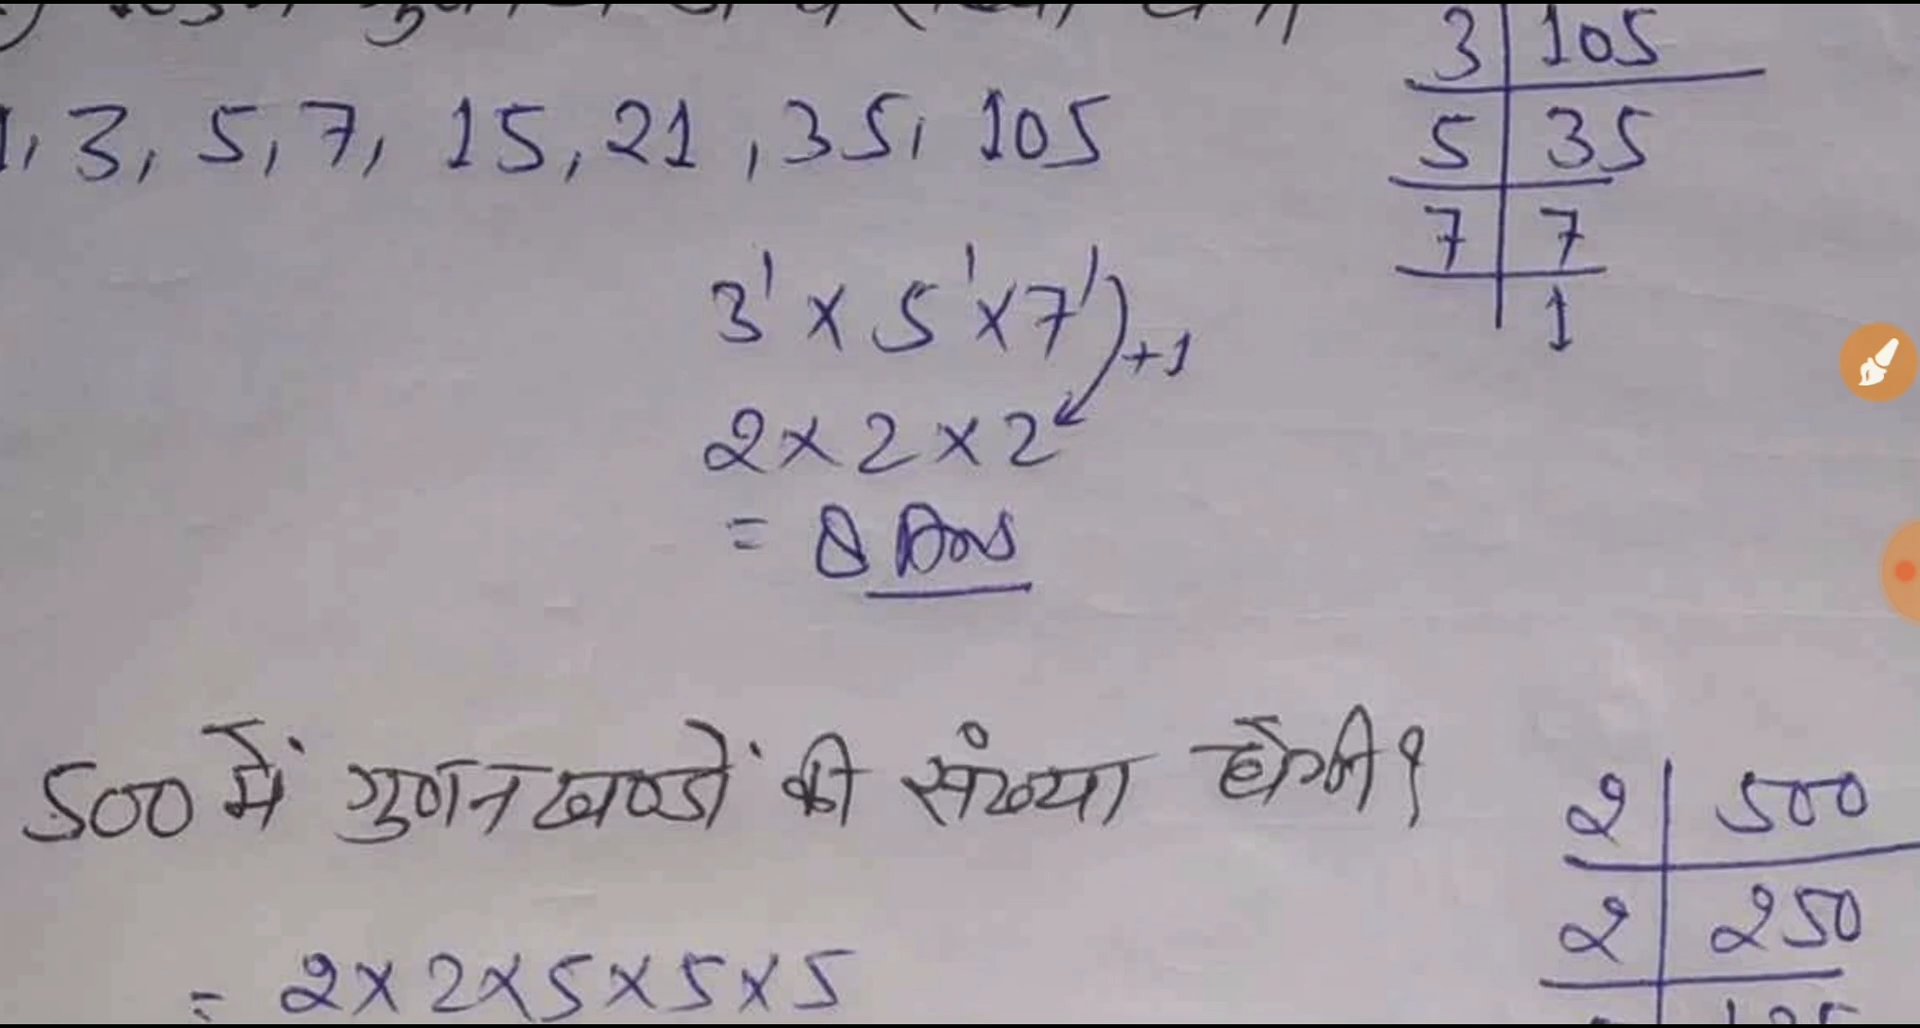 3 | 105
5 | 35
7 | 7
1
1, 3, 5, 7, 15, 21, 35, 105
3¹ × 5¹ × 7¹
+1
2 × 2 × 2
= 8 Ans
500 में गुणनखण्डों की संख्या होगी?
2 | 500
2 | 250
= 2 × 2 × 5 × 5 × 5